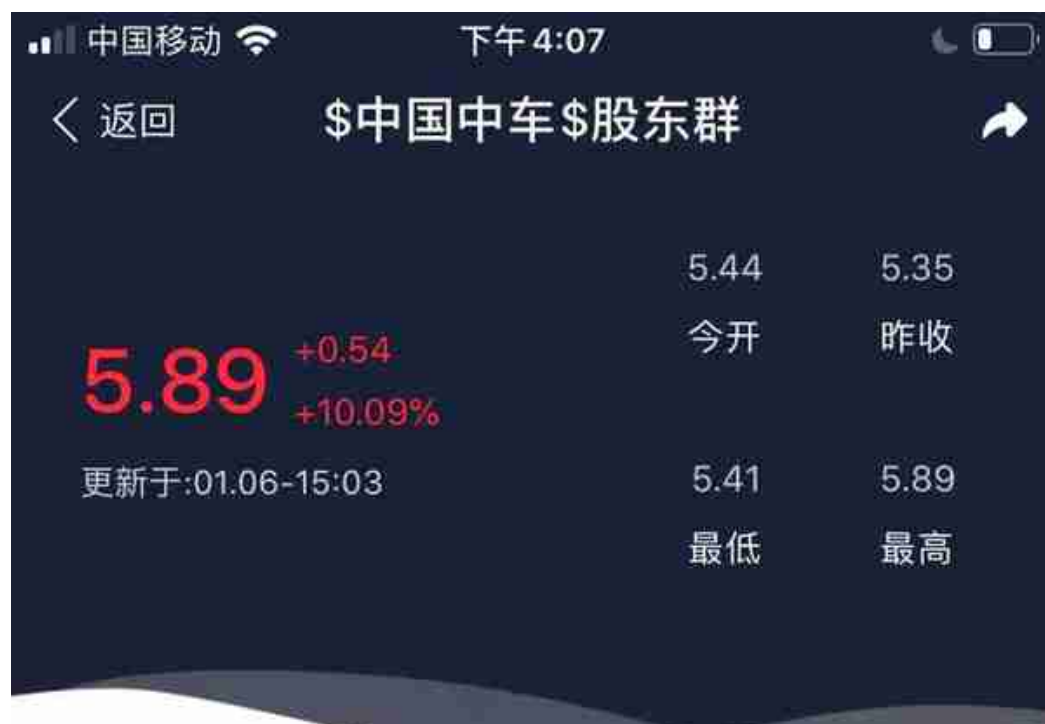 中国移动 下午4:07
返回 $中国中车$股东群
5.44 5.35
今开 昨收
5.89 +0.54
+10.09%
更新于:01.06-15:03
5.41 5.89
最低 最高